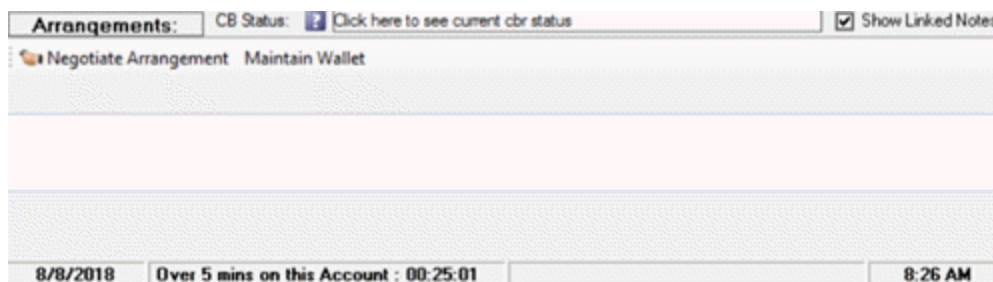 Arrangements: CB Status: ? Click here to see current cbr status Show Linked Notes
Negotiate Arrangement Maintain Wallet
8/8/2018 Over 5 mins on this Account : 00:25:01 8:26 AM